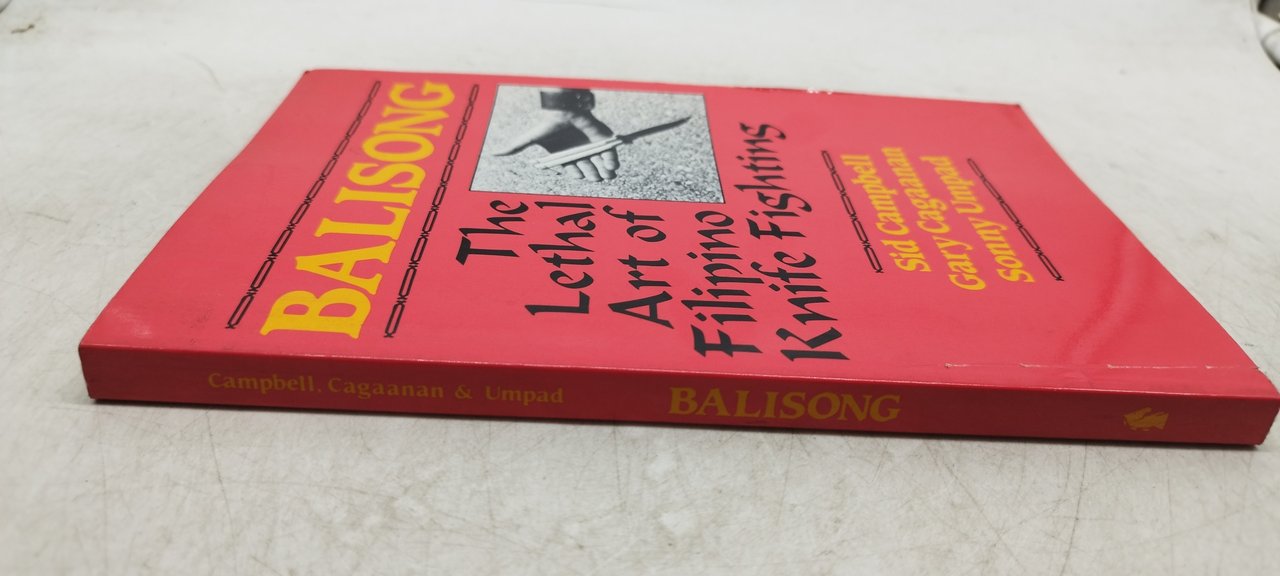 BALISONG
The
Lethal
Art of
Filipino
Knife Fighting
Sid Campbell
Gary Cagaanan
Sonny Umpad
Campbell, Cagaanan & Umpad BALISONG